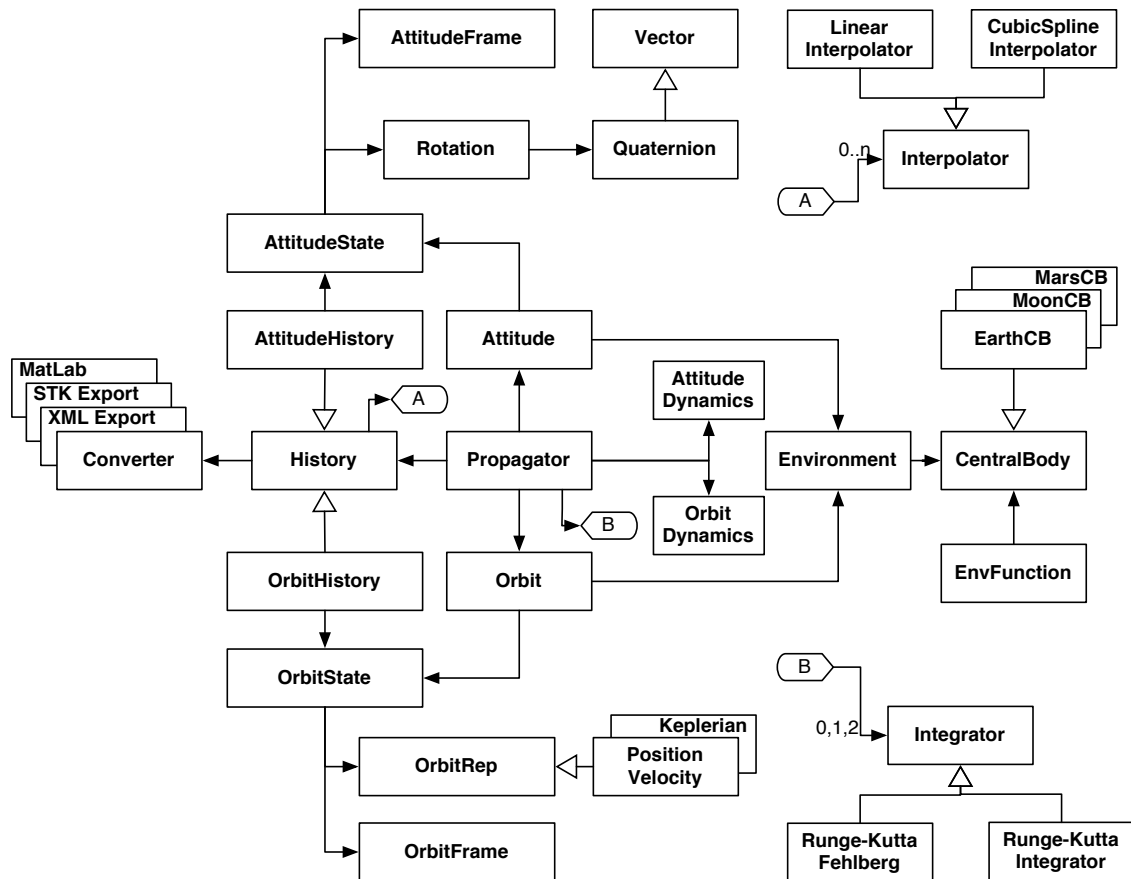 AttitudeFrame
Vector
Linear
Interpolator
CubicSpline
Interpolator
Rotation
Quaternion
0..n
Interpolator
A
AttitudeState
MarsCB
MoonCB
EarthCB
AttitudeHistory
Attitude
MatLab
STK Export
XML Export
Converter
A
Attitude
Dynamics
History
Propagator
Environment
CentralBody
B
Orbit
Dynamics
OrbitHistory
Orbit
EnvFunction
OrbitState
B
Keplerian
0,1,2
Integrator
OrbitRep
Position
Velocity
OrbitFrame
Runge-Kutta
Fehlberg
Runge-Kutta
Integrator